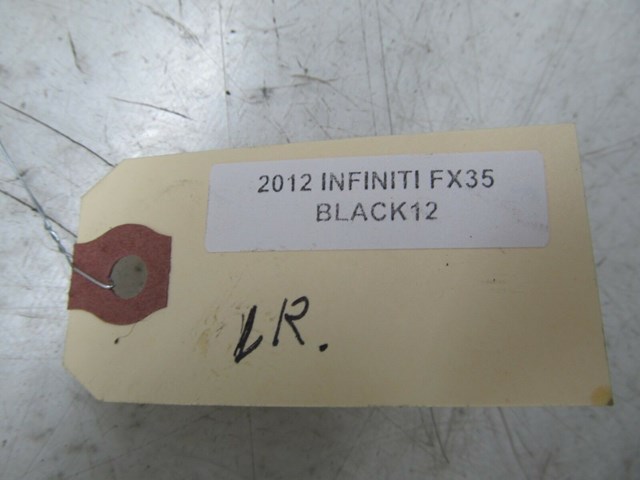 2012 INFINITI FX35
BLACK12
LR.